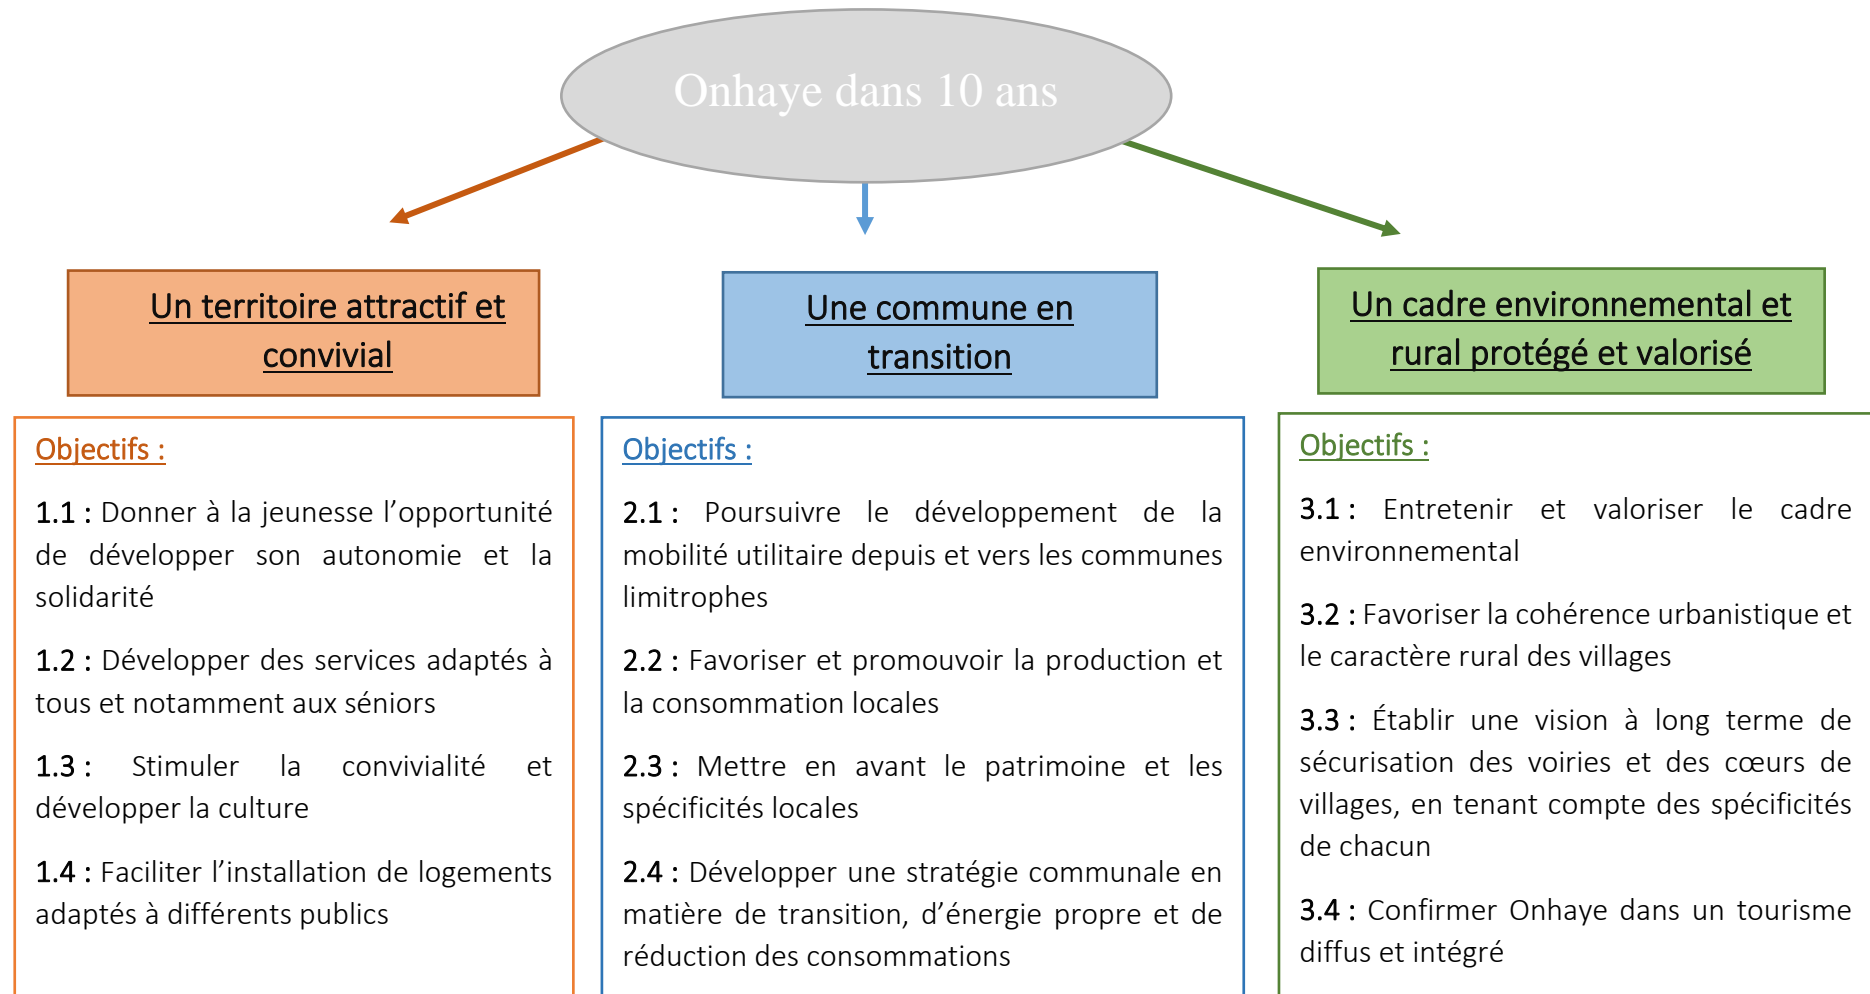 Onhaye dans 10 ans
Un territoire attractif et
convivial
Objectifs :
1.1 : Donner à la jeunesse l’opportunité
de développer son autonomie et la
solidarité
1.2 : Développer des services adaptés à
tous et notamment aux séniors
1.3 : Stimuler la convivialité et
développer la culture
1.4 : Faciliter l’installation de logements
adaptés à différents publics
Une commune en
transition
Objectifs :
2.1 : Poursuivre le développement de la
mobilité utilitaire depuis et vers les communes
limitrophes
2.2 : Favoriser et promouvoir la production et
la consommation locales
2.3 : Mettre en avant le patrimoine et les
spécificités locales
2.4 : Développer une stratégie communale en
matière de transition, d’énergie propre et de
réduction des consommations
Un cadre environnemental et
rural protégé et valorisé
Objectifs :
3.1 : Entretenir et valoriser le cadre
environnemental
3.2 : Favoriser la cohérence urbanistique et
le caractère rural des villages
3.3 : Établir une vision à long terme de
sécurisation des voiries et des cœurs de
villages, en tenant compte des spécificités
de chacun
3.4 : Confirmer Onhaye dans un tourisme
diffus et intégré